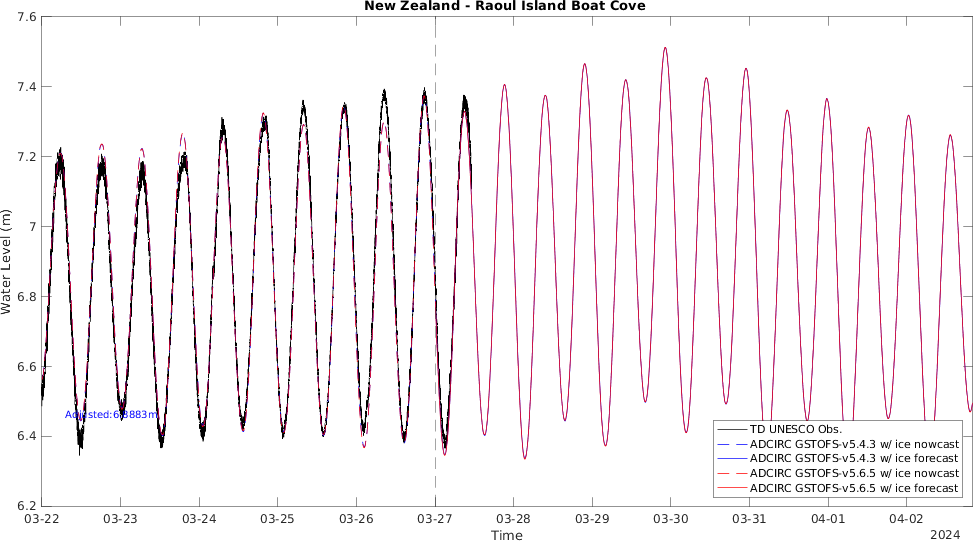 New Zealand - Raoul Island Boat Cove
7.6
7.4
7.2
7
6.8
6.6
6.4
6.2
Water Level (m)
Adjusted:6.8883m
TD UNESCO Obs.
ADCIRC GSTOFS-v5.4.3 w/ ice nowcast
ADCIRC GSTOFS-v5.4.3 w/ ice forecast
ADCIRC GSTOFS-v5.6.5 w/ ice nowcast
ADCIRC GSTOFS-v5.6.5 w/ ice forecast
03-22 03-23 03-24 03-25 03-26 03-27 03-28 03-29 03-30 03-31 04-01 04-02
Time
2024